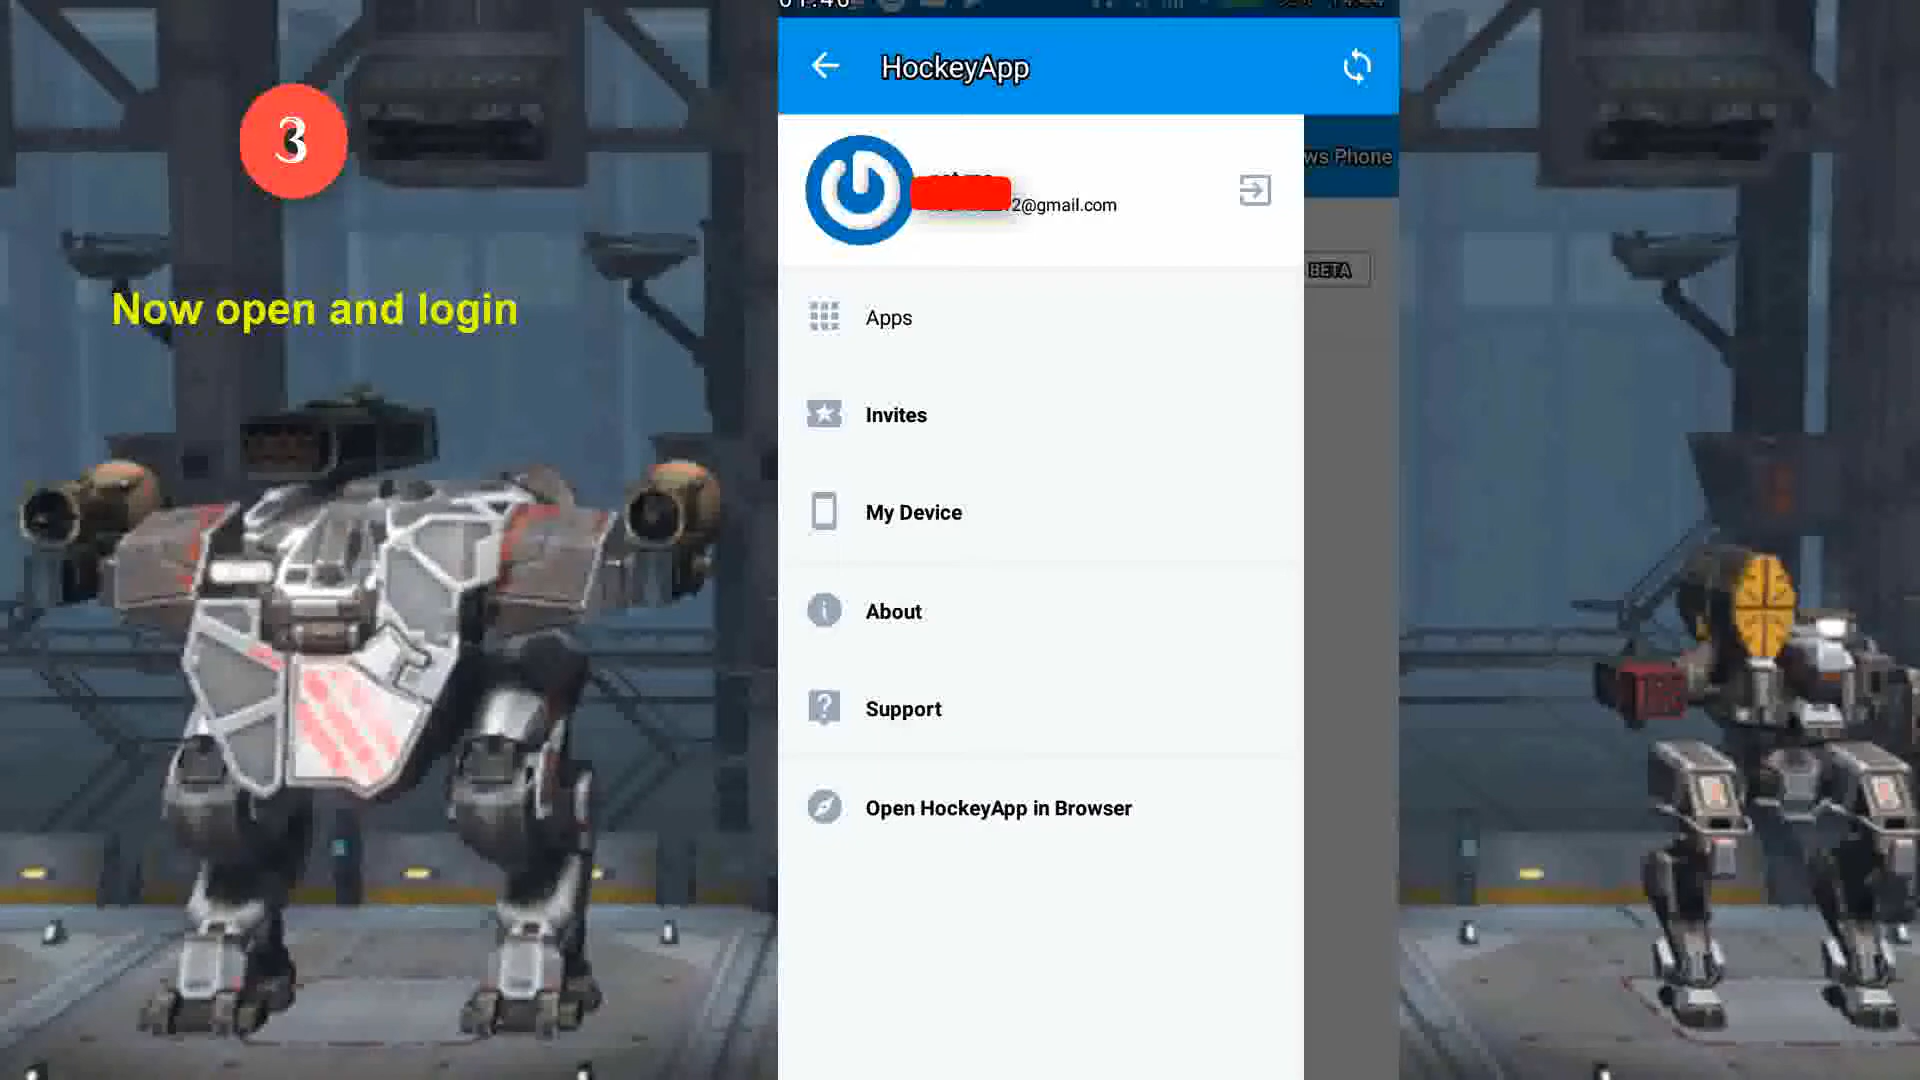 HockeyApp
3
ws Phone
2@gmail.com
BETA
Now open and login
Apps
Invites
My Device
About
Support
Open HockeyApp in Browser